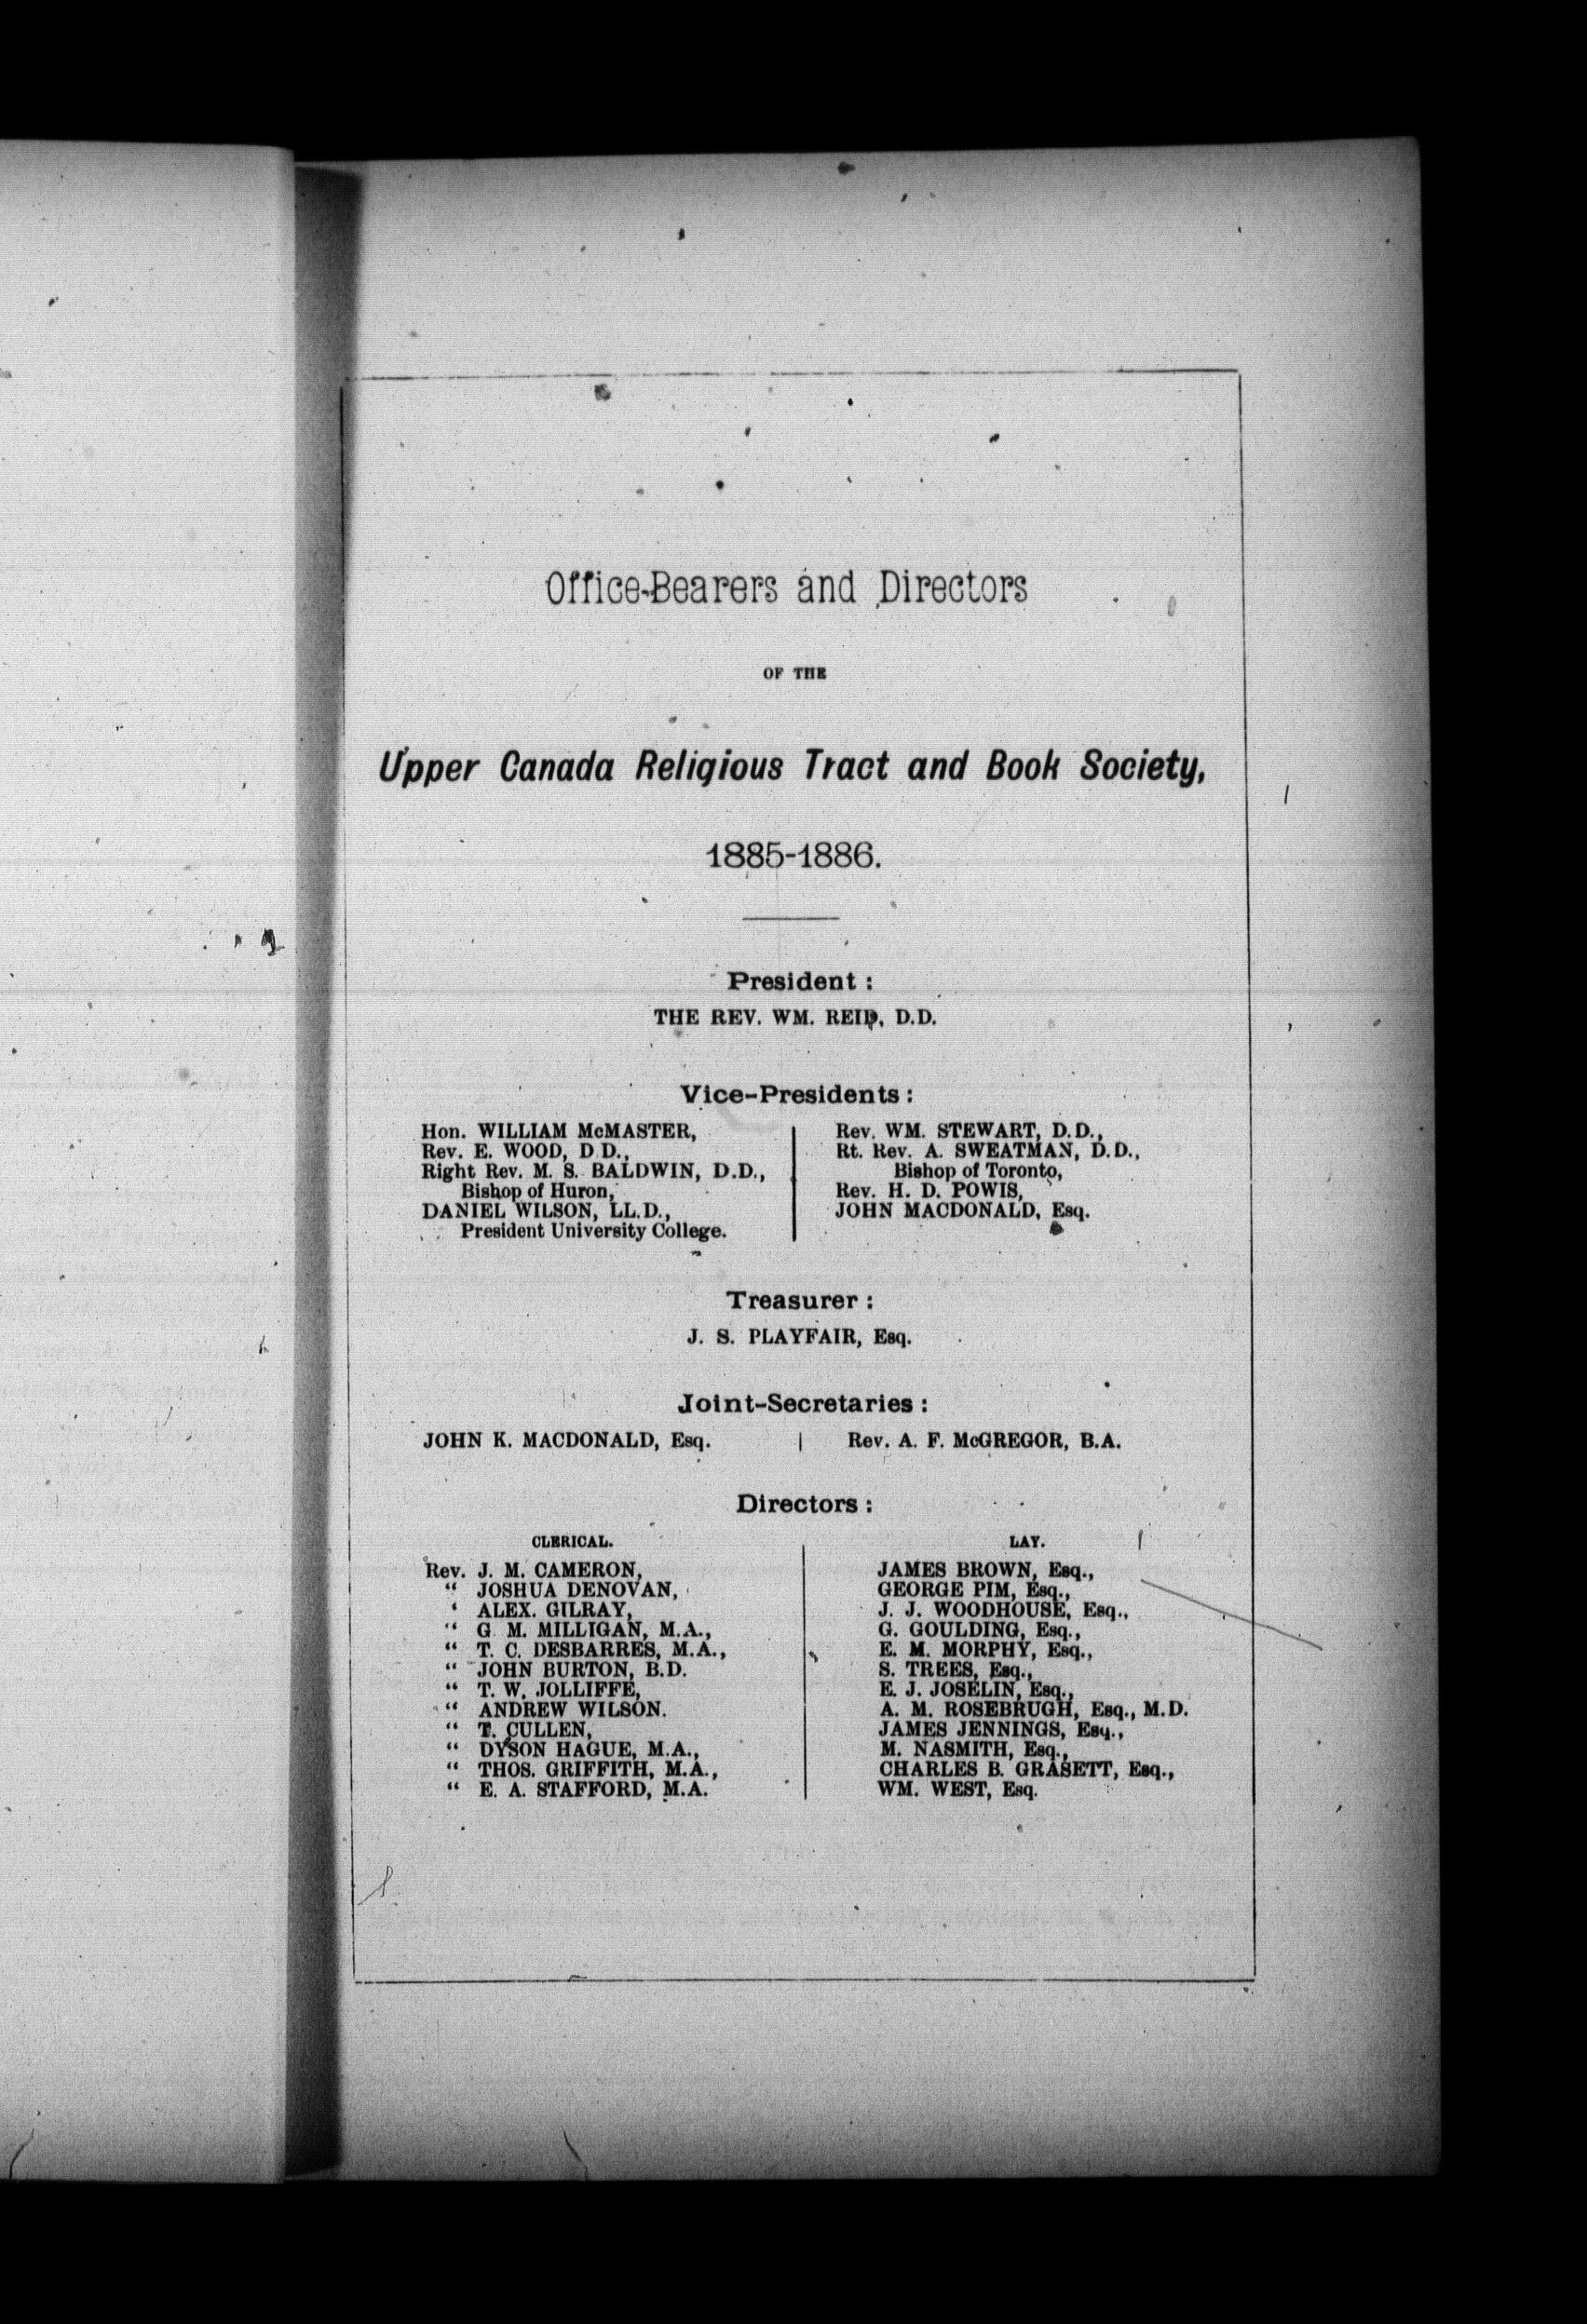 Office-Bearers and Directors
OF THE
Upper Canada Religious Tract and Book Society,
1885-1886.
President :
THE REV. WM. REID, D.D.
Vice-Presidents :
Hon. WILLIAM McMASTER,
Rev. E. WOOD, D D.,
Right Rev. M. S. BALDWIN, D.D.,
Bishop of Huron,
DANIEL WILSON, LL.D.,
President University College.
Rev. WM. STEWART, D.D.,
Rt. Rev. A. SWEATMAN, D.D.,
Bishop of Toronto,
Rev. H. D. POWIS,
JOHN MACDONALD, Esq.
Treasurer :
J. S. PLAYFAIR, Esq.
Joint-Secretaries :
JOHN K. MACDONALD, Esq.
Rev. A. F. McGREGOR, B.A.
Directors :
CLERICAL.
Rev. J. M. CAMERON,
“ JOSHUA DENOVAN,
‘ ALEX. GILRAY,
“ G. M. MILLIGAN, M.A.,
“ T. C. DESBARRES, M.A.,
“ JOHN BURTON, B.D.
“ T. W. JOLLIFFE,
“ ANDREW WILSON.
“ T. CULLEN,
“ DYSON HAGUE, M.A.,
“ THOS. GRIFFITH, M.A.,
“ E. A. STAFFORD, M.A.
LAY.
JAMES BROWN, Esq.,
GEORGE PIM, Esq.,
J. J. WOODHOUSE, Esq.,
G. GOULDING, Esq.,
E. M. MORPHY, Esq.,
S. TREES, Esq.,
E. J. JOSELIN, Esq.,
A. M. ROSEBRUGH, Esq., M.D.
JAMES JENNINGS, Esq.,
M. NASMITH, Esq.,
CHARLES B. GRASETT, Esq.,
WM. WEST, Esq.